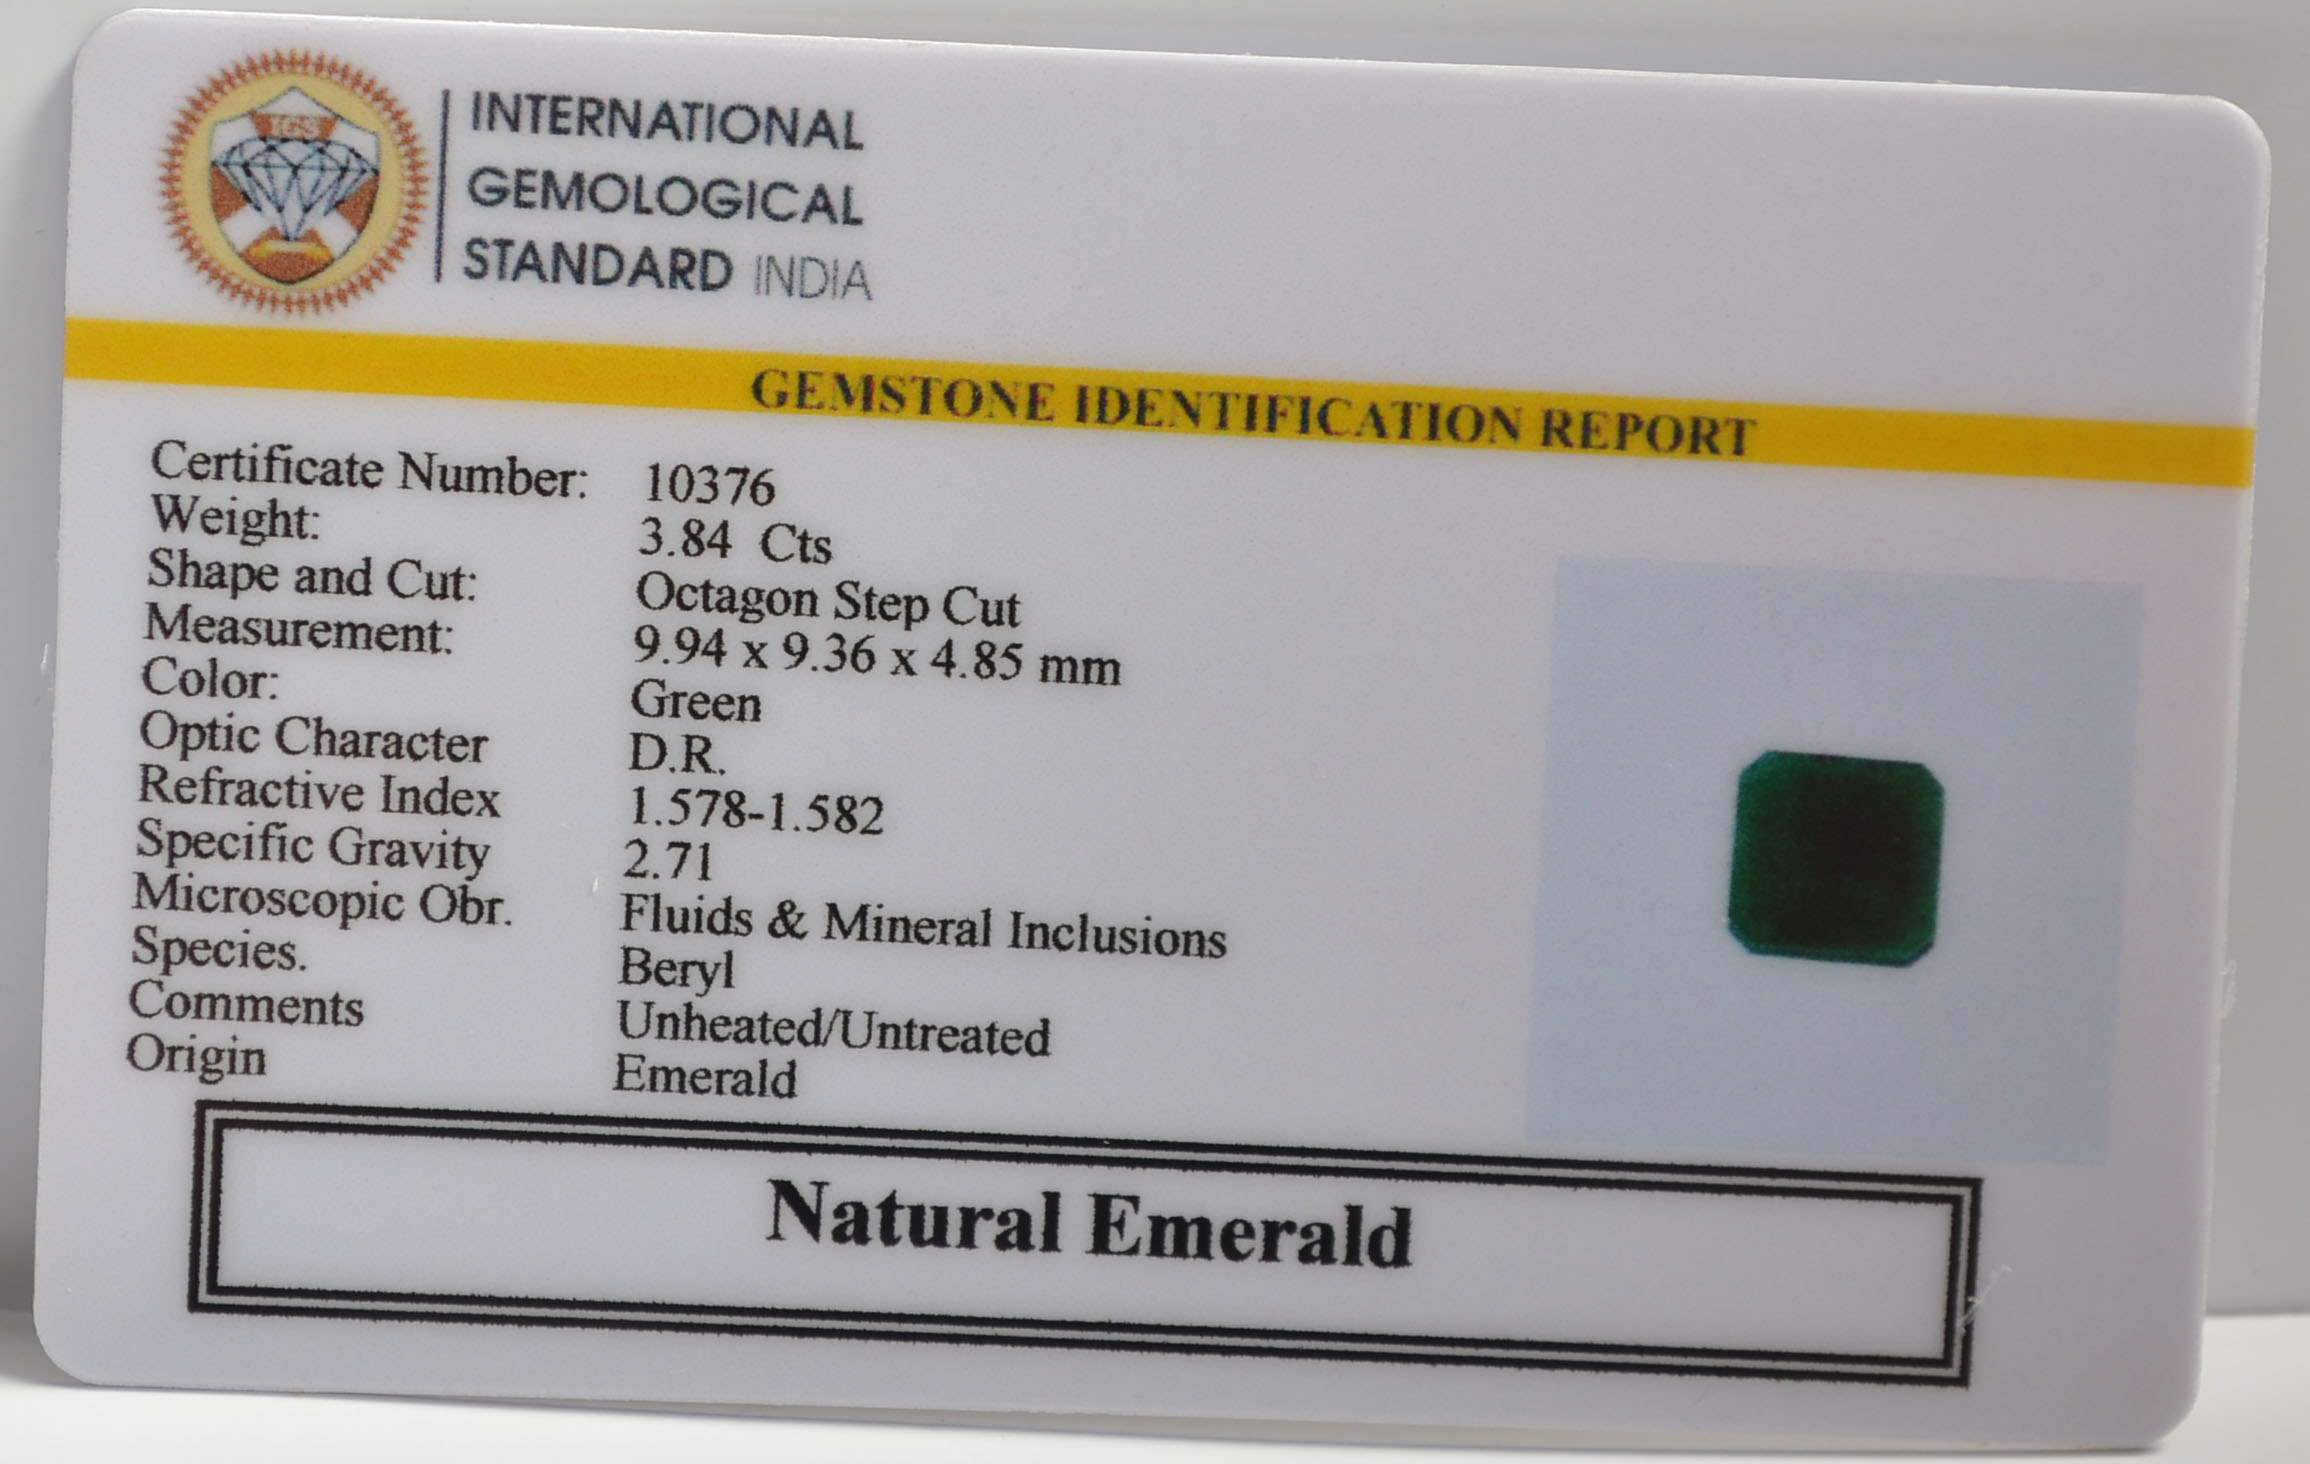 IGS
INTERNATIONAL
GEMOLOGICAL
STANDARD INDIA
GEMSTONE IDENTIFICATION REPORT
Certificate Number: 10376
Weight: 3.84 Cts
Shape and Cut: Octagon Step Cut
Measurement: 9.94 x 9.36 x 4.85 mm
Color: Green
Optic Character D.R.
Refractive Index 1.578-1.582
Specific Gravity 2.71
Microscopic Obr. Fluids & Mineral Inclusions
Species. Beryl
Comments Unheated/Untreated
Origin Emerald
Natural Emerald